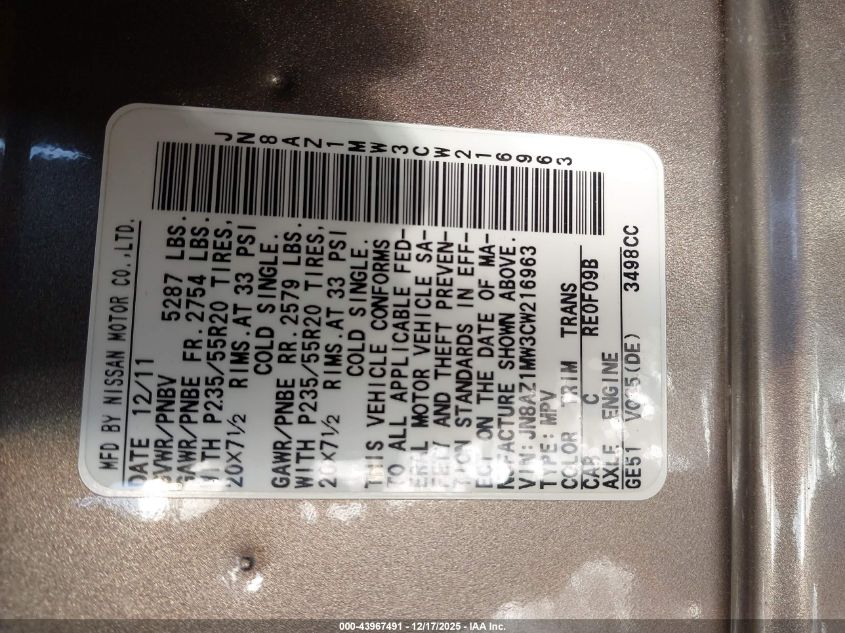 MFD BY NISSAN MOTOR CO.,LTD.
JN8AZ1MW3CW216963
DATE 12/11
GVWR/PNBV 5287 LBS.
GAWR/PNBE FR. 2754 LBS.
WITH P235/55R20 TIRES,
20X7½ RIMS.AT 33 PSI
COLD SINGLE.
GAWR/PNBE RR. 2579 LBS.
WITH P235/55R20 TIRES,
20X7½ RIMS.AT 33 PSI
COLD SINGLE.
THIS VEHICLE CONFORMS
TO ALL APPLICABLE FED-
ERAL MOTOR VEHICLE SA-
FETY AND THEFT PREVEN-
TION STANDARDS IN EFF-
ECT ON THE DATE OF MA-
NUFACTURE SHOWN ABOVE.
VIN:JN8AZ1MW3CW216963
TYPE:MPV
COLOR TRIM TRANS
CAB C RE0F09B
AXLE ENGINE
GE51 VQ35(DE) 3498CC
000-43967491 - 12/17/2025 - IAA Inc.